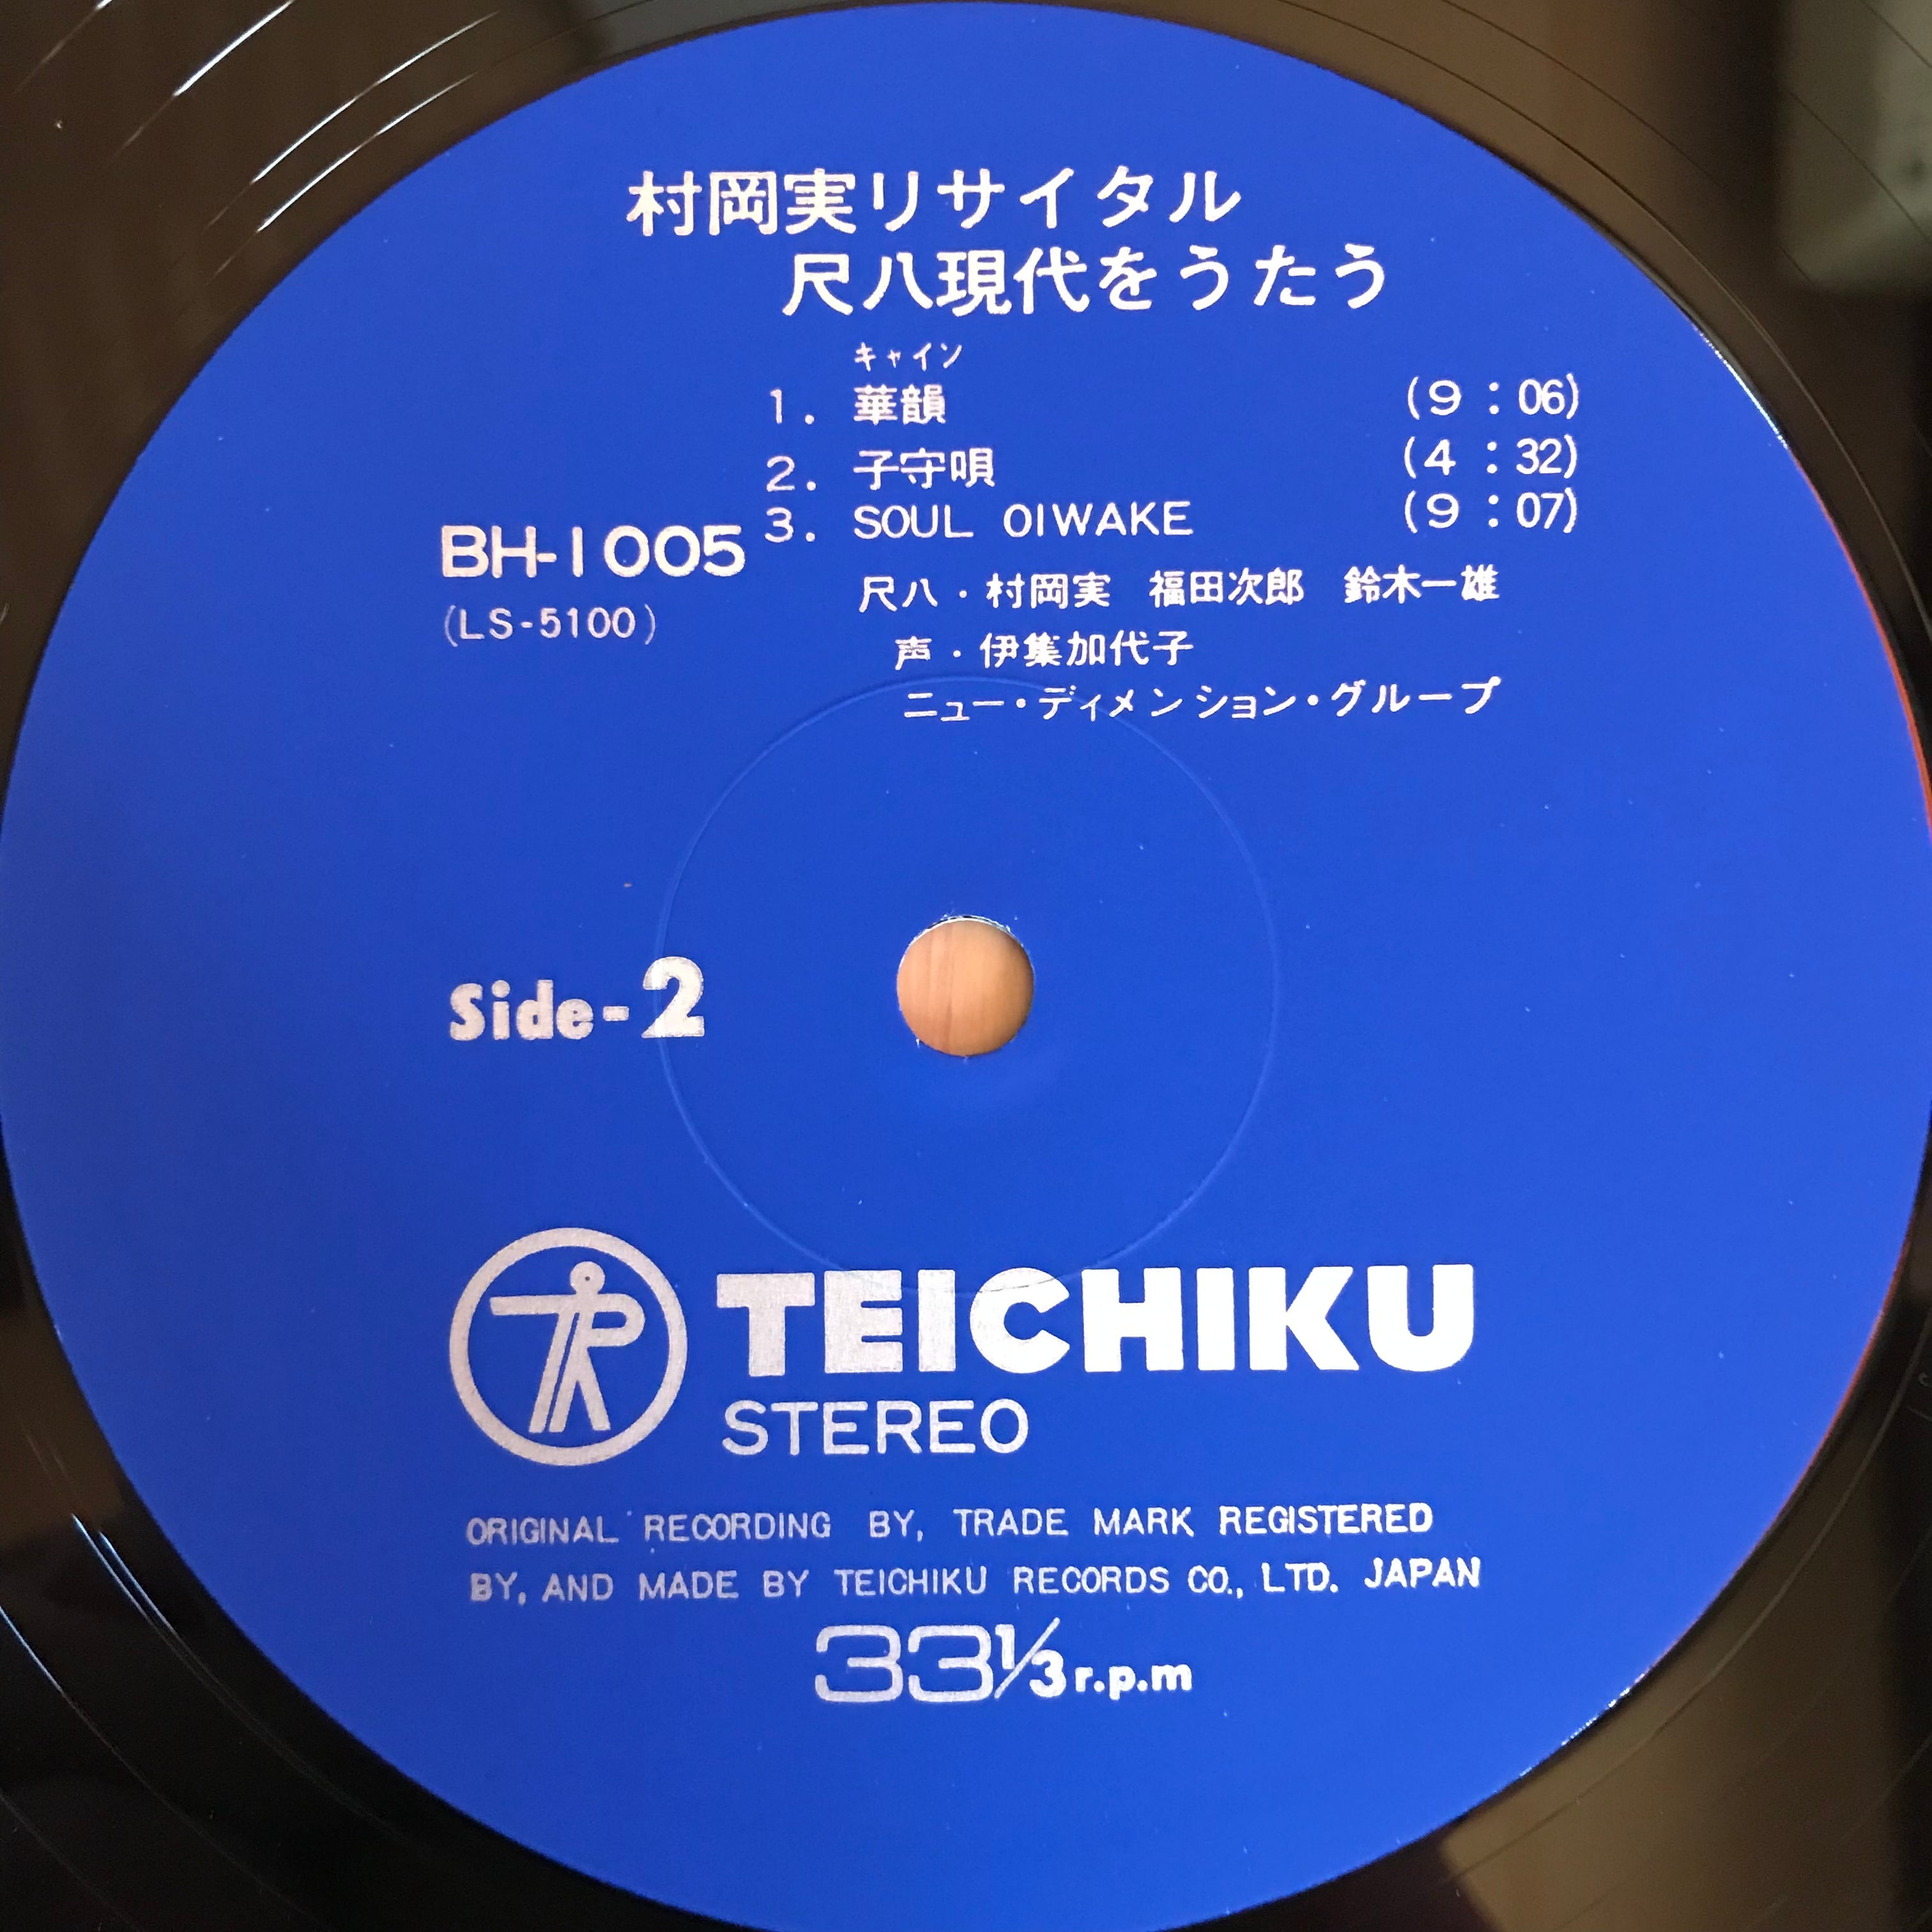 村岡実リサイタル
尺八現代をうたう
キャイン
1. 華韻 (9:06)
2. 子守唄 (4:32)
3. SOUL OIWAKE (9:07)
BH-1005
(LS-5100)
尺八・村岡実 福田次郎 鈴木一雄
声・伊集加代子
ニュー・ディメンション・グループ
Side-2
TR TEICHIKU
STEREO
ORIGINAL RECORDING BY, TRADE MARK REGISTERED
BY, AND MADE BY TEICHIKU RECORDS CO., LTD. JAPAN
33 1/3 r.p.m